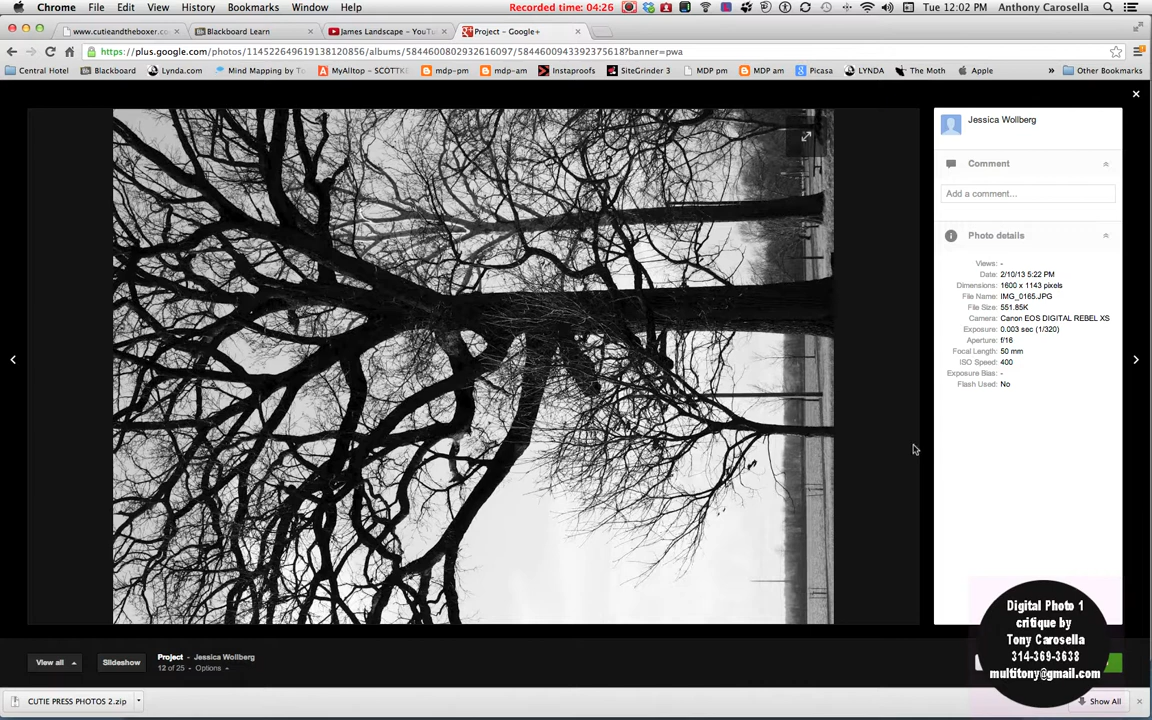 Chrome File Edit View History Bookmarks Window Help Recorded time: 04:26 Tue 12:02 PM Anthony Carosella
www.cutieandtheboxer.c Blackboard Learn James Landscape – YouTu Project - Google+
https://plus.google.com/photos/114522649619138120856/albums/5844600802932616097/5844600943392375618?banner=pwa
Central Hotel Blackboard Lynda.com Mind Mapping by To MyAlltop - SCOTTK mdp-pm mdp-am Instaproofs SiteGrinder 3 MDP pm MDP am Picasa LYNDA The Moth Apple » Other Bookmarks
Jessica Wollberg
Comment
Add a comment...
Photo details
Views: -
Date: 2/10/13 5:22 PM
Dimensions: 1600 x 1143 pixels
File Name: IMG_0165.JPG
File Size: 551.85K
Camera: Canon EOS DIGITAL REBEL XS
Exposure: 0.003 sec (1/320)
Aperture: f/16
Focal Length: 50 mm
ISO Speed: 400
Exposure Bias: -
Flash Used: No
Digital Photo 1
critique by
Tony Carosella
314-369-3638
multitony@gmail.com
View all Slideshow Project - Jessica Wollberg
12 of 25 - Options
CUTIE PRESS PHOTOS 2.zip Show All